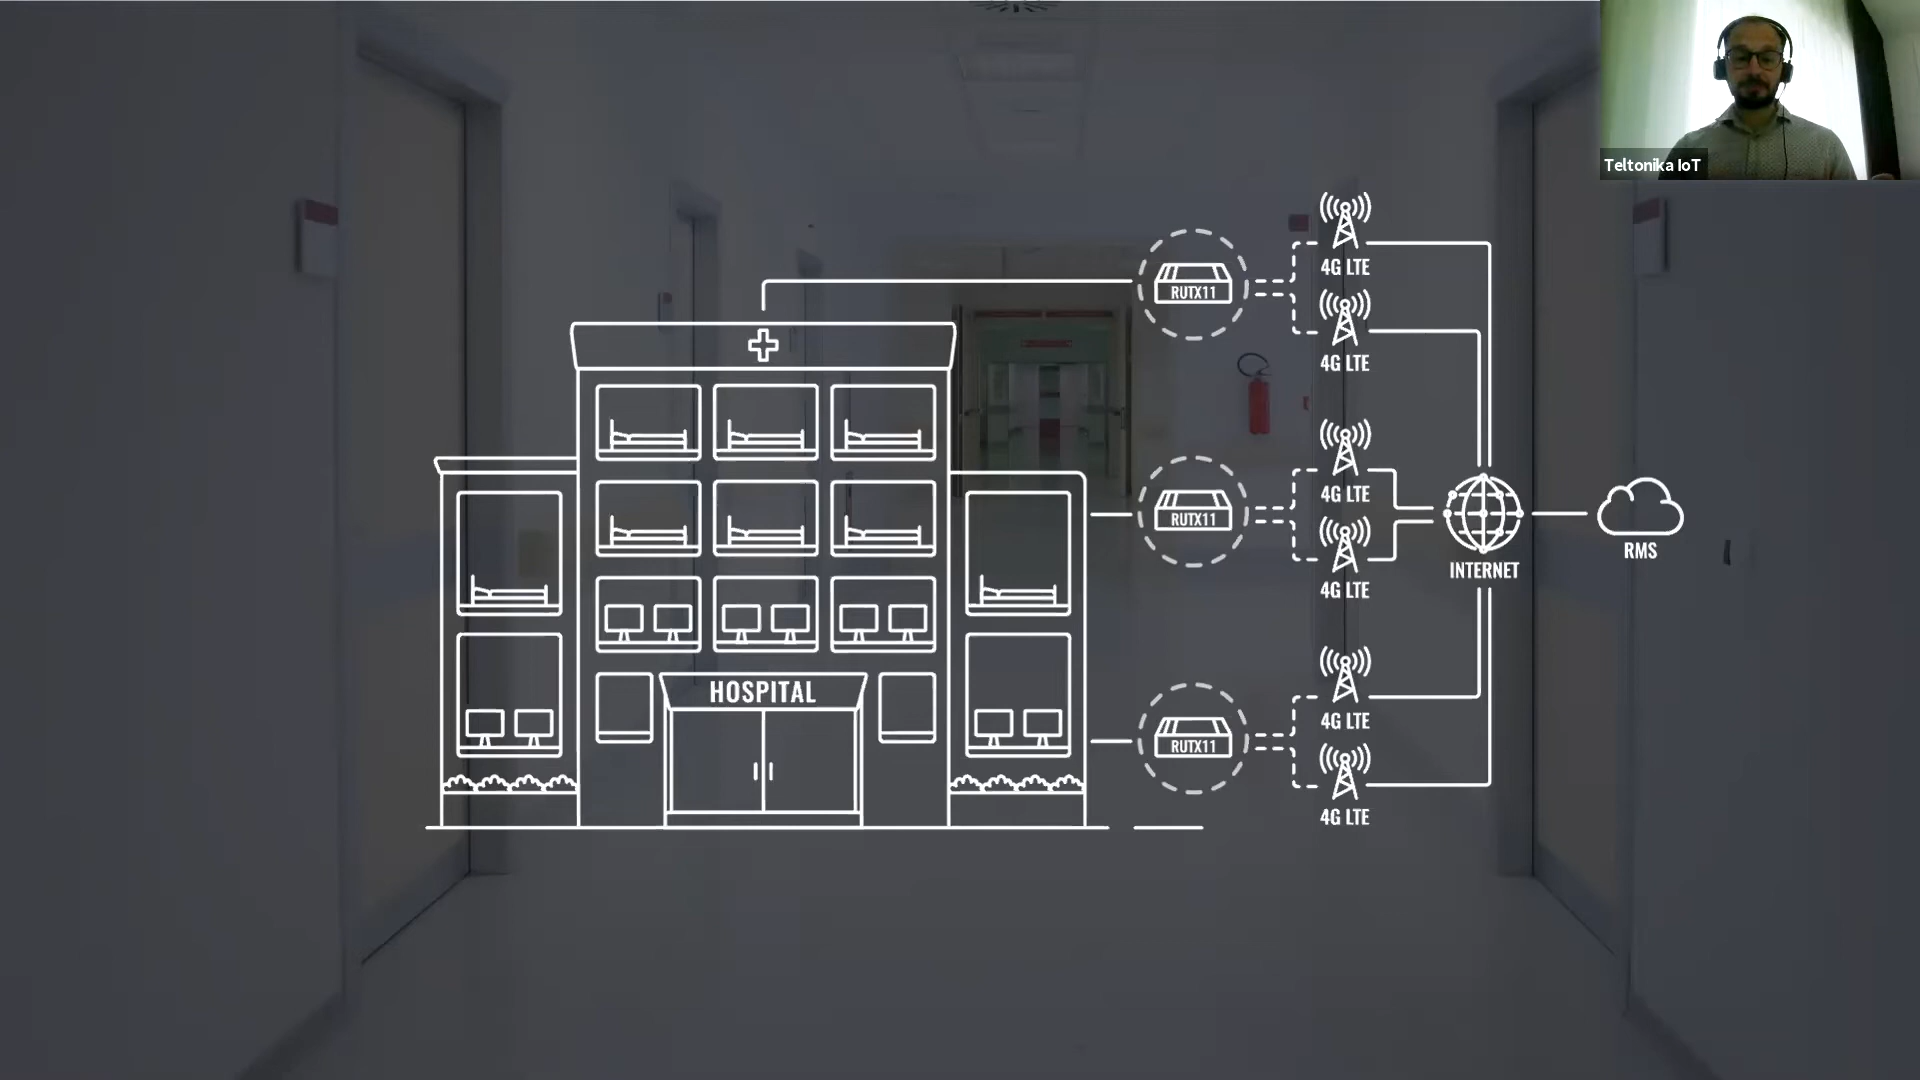 Teltonika IoT
4G LTE
RUTX11
4G LTE
4G LTE
RUTX11
4G LTE
INTERNET
RMS
HOSPITAL
4G LTE
RUTX11
4G LTE